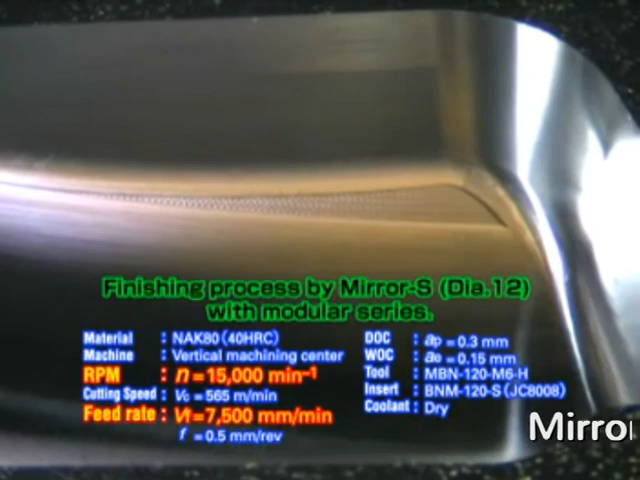 Finishing process by Mirror-S (Dia.12)
with modular series.
Material : NAK80 (40HRC)
Machine : Vertical machining center
RPM : n=15,000 min-1
Cutting Speed : Vc = 565 m/min
Feed rate : Vf=7,500 mm/min
f = 0.5 mm/rev
DOC : ap = 0.3 mm
WOC : ae = 0.15 mm
Tool : MBN-120-M6-H
Insert : BNM-120-S (JC8008)
Coolant : Dry
Mirror